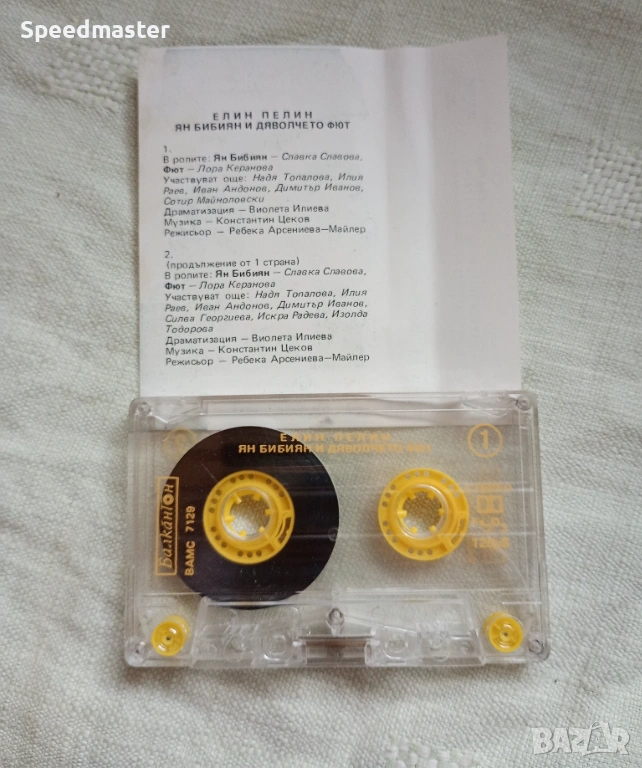 Speedmaster
ЕЛИН ПЕЛИН
ЯН БИБИЯН И ДЯВОЛЧЕТО ФЮТ
1.
В ролите: Ян Бибиян — Славка Славова,
Фют — Лора Керанова
Участвуват още: Надя Топалова, Илия
Раев, Иван Андонов, Димитър Иванов,
Сотир Майноловски
Драматизация — Виолета Илиева
Музика — Константин Цеков
Режисьор — Ребека Арсениева—Майлер
2.
(продължение от 1 страна)
В ролите: Ян Бибиян — Славка Славова,
Фют — Лора Керанова
Участвуват още: Надя Топалова, Илия
Раев, Иван Андонов, Димитър Иванов,
Силва Георгиева, Искра Радева, Изолда
Тодорова
Драматизация — Виолета Илиева
Музика — Константин Цеков
Режисьор — Ребека Арсениева—Майлер
ЕЛИН ПЕЛИН
ЯН БИБИЯН И ДЯВОЛЧЕТО ФЮТ
1
Балкантон
ВАМС 7129
BAZAR